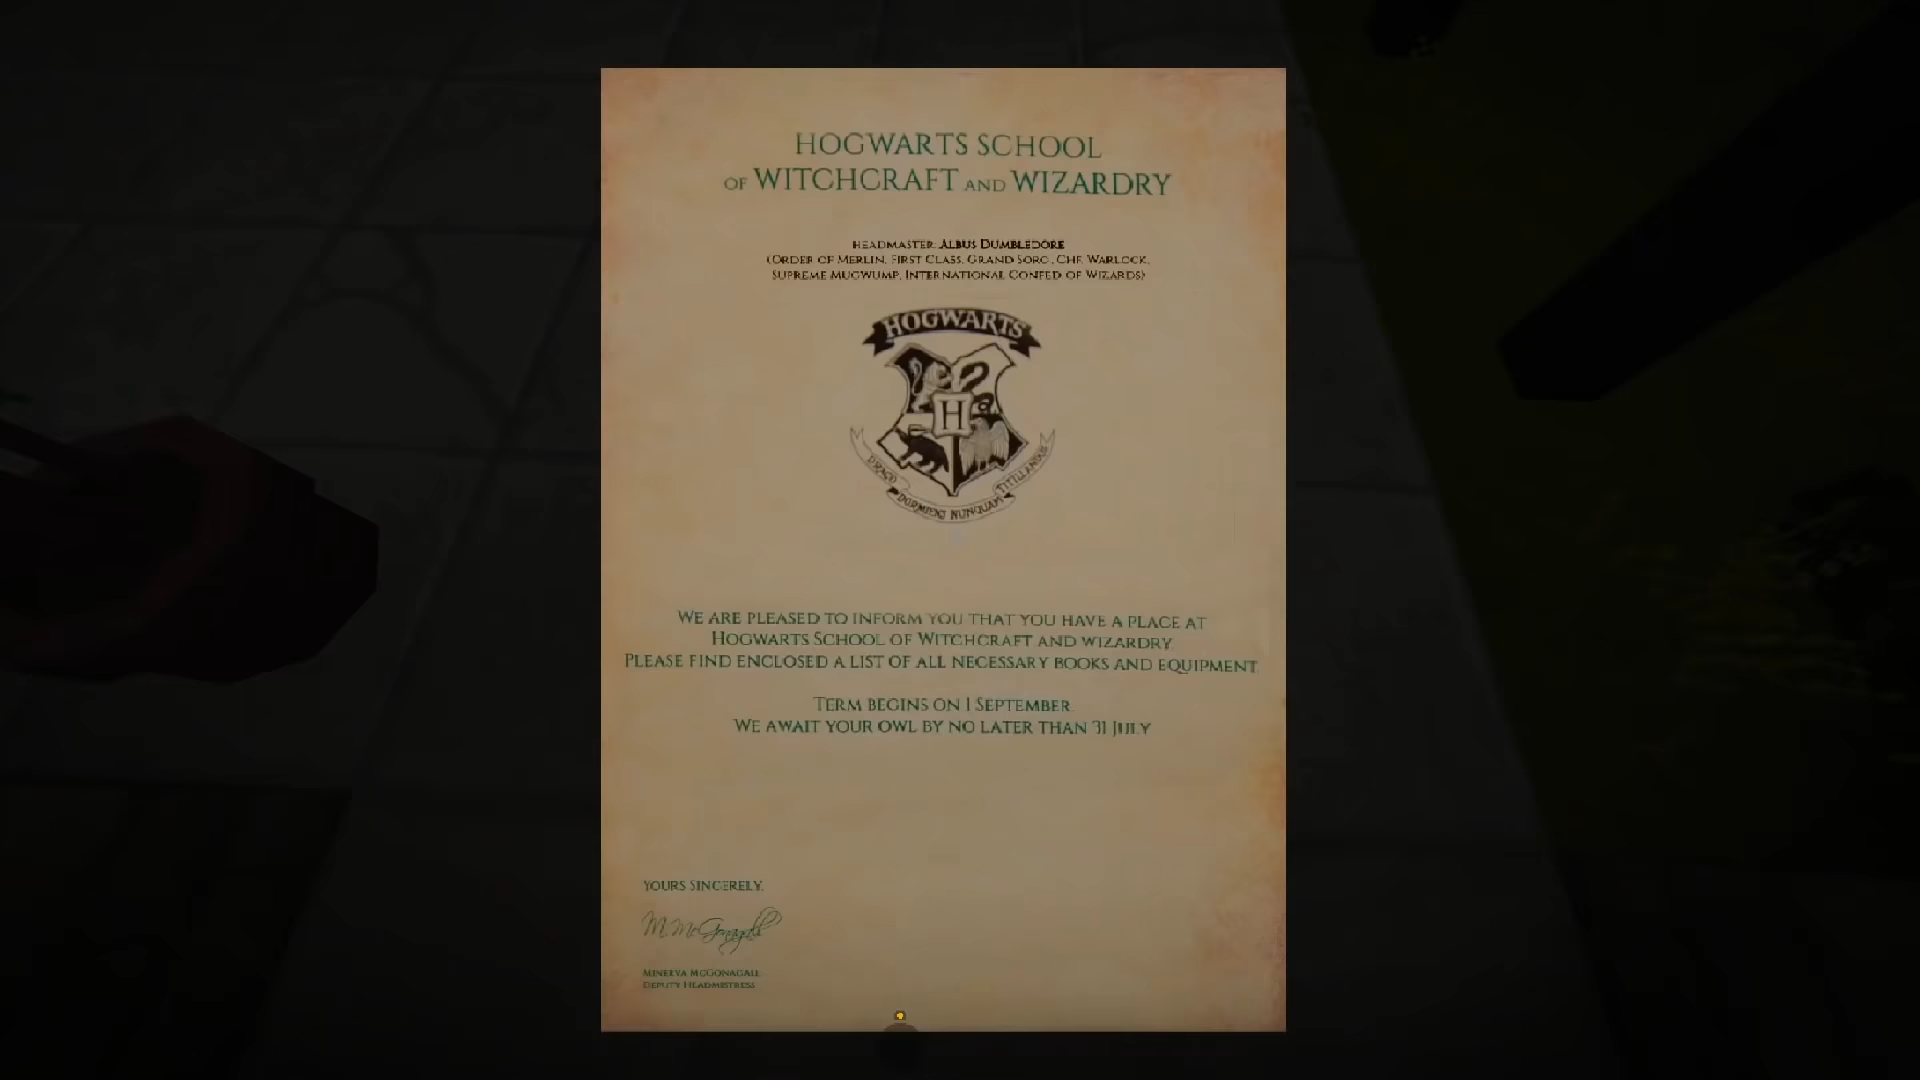 HOGWARTS SCHOOL
OF WITCHCRAFT AND WIZARDRY
HEADMASTER: ALBUS DUMBLEDORE
(ORDER OF MERLIN, FIRST CLASS, GRAND SORC., CHF. WARLOCK,
SUPREME MUGWUMP, INTERNATIONAL CONFED. OF WIZARDS)
HOGWARTS
H
DRACO DORMIENS NUNQUAM TITILLANDUS
WE ARE PLEASED TO INFORM YOU THAT YOU HAVE A PLACE AT
HOGWARTS SCHOOL OF WITCHCRAFT AND WIZARDRY.
PLEASE FIND ENCLOSED A LIST OF ALL NECESSARY BOOKS AND EQUIPMENT
TERM BEGINS ON 1 SEPTEMBER.
WE AWAIT YOUR OWL BY NO LATER THAN 31 JULY
YOURS SINCERELY,
M. McGonagall
MINERVA MCGONAGALL
DEPUTY HEADMISTRESS